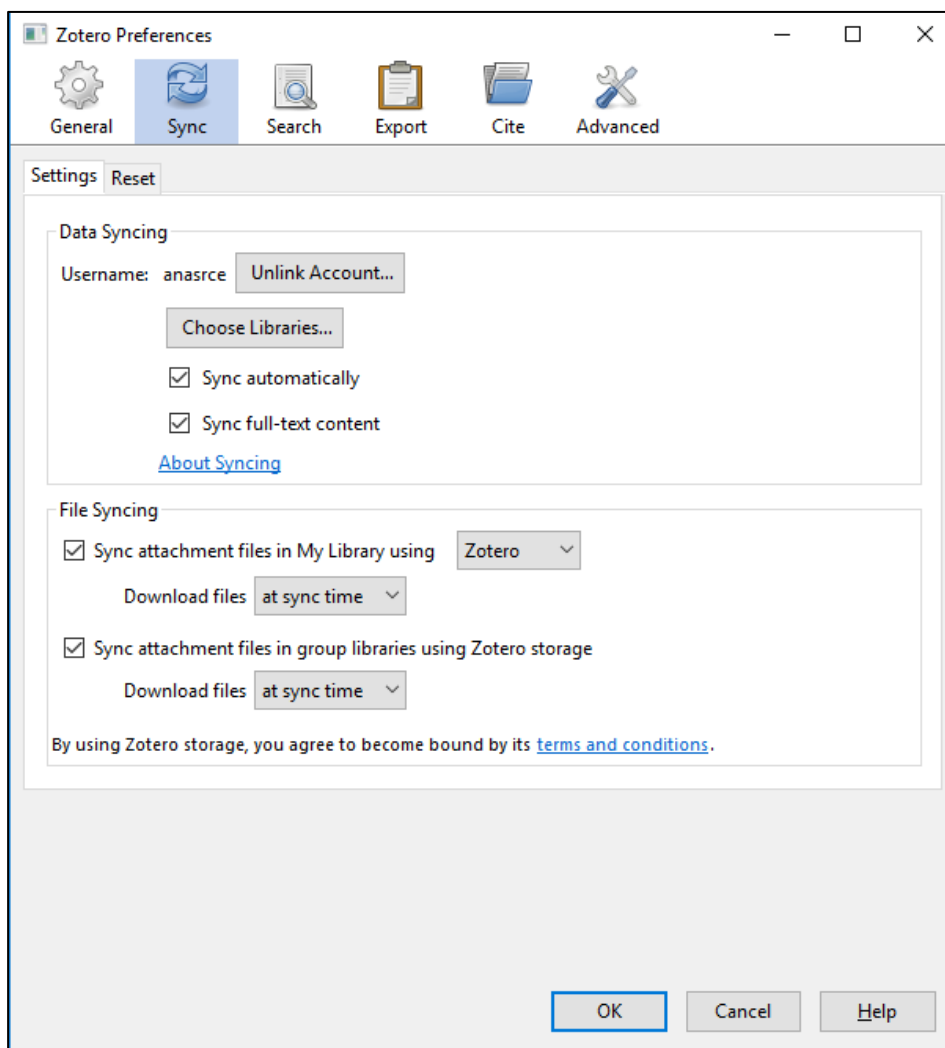 Zotero Preferences
General Sync Search Export Cite Advanced
Settings Reset
Data Syncing
Username: anasrce Unlink Account...
Choose Libraries...
Sync automatically
Sync full-text content
About Syncing
File Syncing
Sync attachment files in My Library using Zotero
Download files at sync time
Sync attachment files in group libraries using Zotero storage
Download files at sync time
By using Zotero storage, you agree to become bound by its terms and conditions.
OK Cancel Help